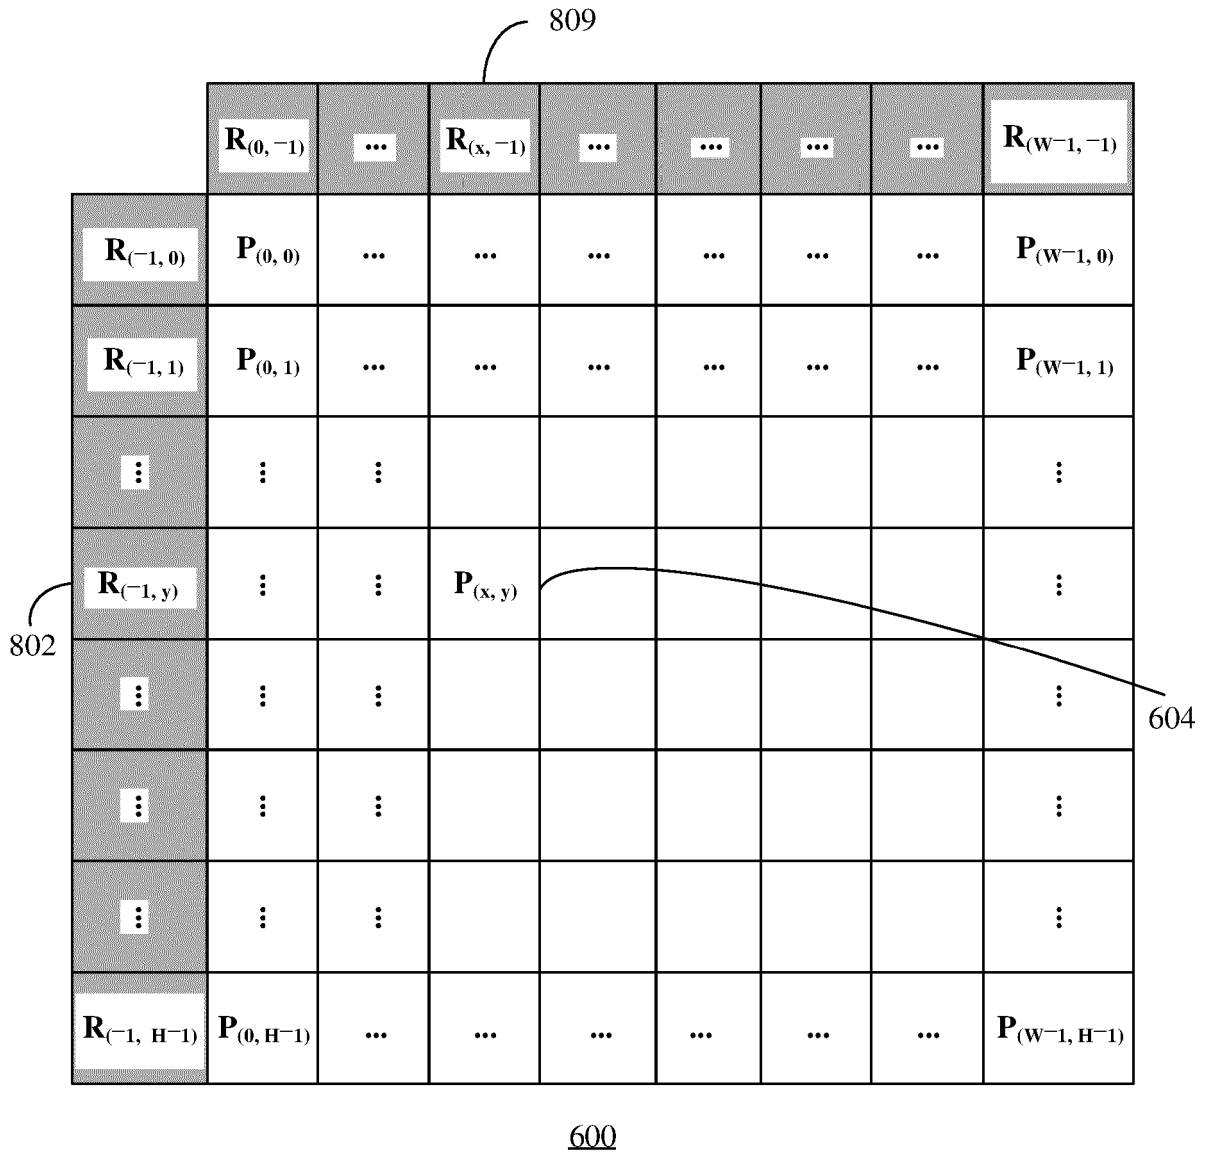 809
R(0, −1) ... R(x, −1) ... ... ... ... R(W−1, −1)
R(−1, 0) P(0, 0) ... ... ... ... ... ... P(W−1, 0)
R(−1, 1) P(0, 1) ... ... ... ... ... ... P(W−1, 1)
⋮ ⋮ ⋮ ⋮
R(−1, y) ⋮ ⋮ P(x, y) ⋮
802
⋮ ⋮ ⋮ ⋮
604
⋮ ⋮ ⋮ ⋮
⋮ ⋮ ⋮ ⋮
R(−1, H−1) P(0, H−1) ... ... ... ... ... ... P(W−1, H−1)
600